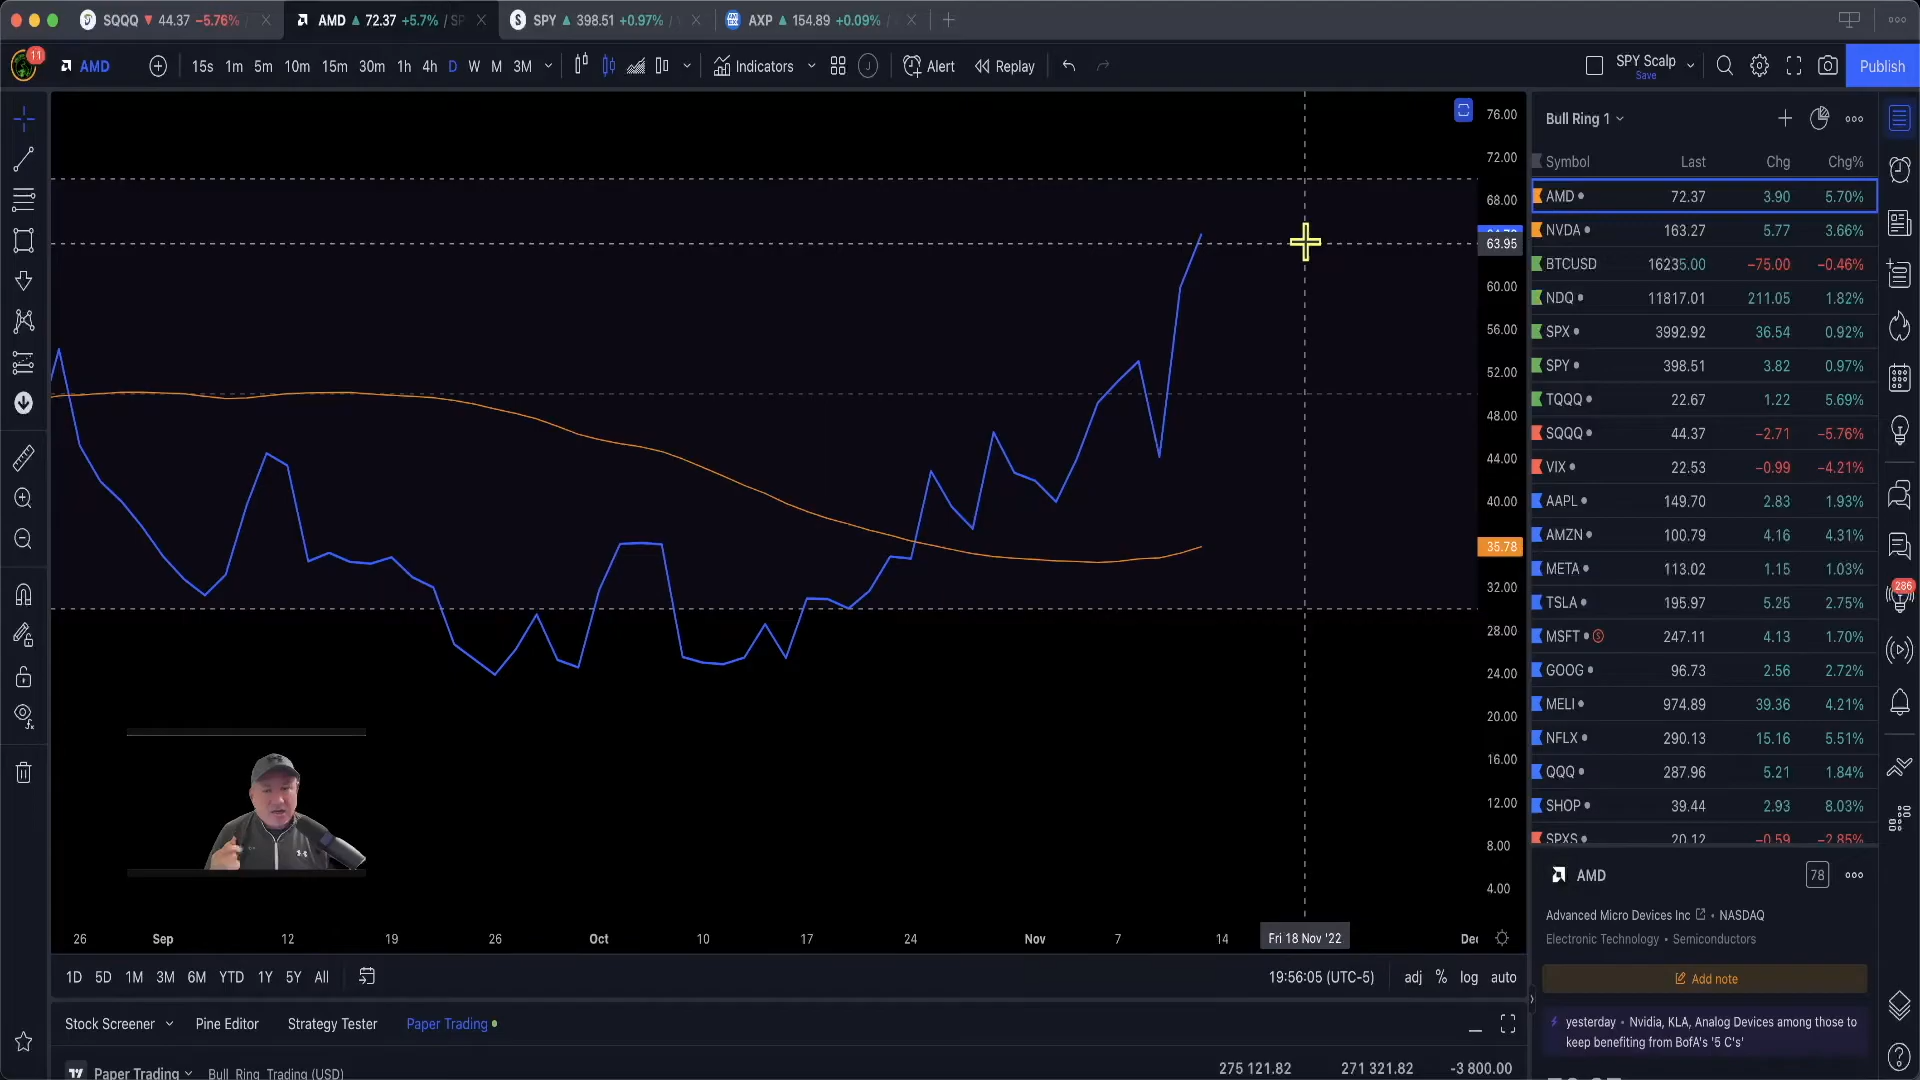 SQQQ ▼ 44.37 −5.76% /
AMD ▲ 72.37 +5.7% / SP
SPY ▲ 398.51 +0.97% /
AXP ▲ 154.89 +0.09% /
11
AMD
15s 1m 5m 10m 15m 30m 1h 4h D W M 3M
Indicators
J
Alert
Replay
SPY Scalp
Save
Publish
76.00
72.00
68.00
63.95
60.00
56.00
52.00
48.00
44.00
40.00
35.78
32.00
28.00
24.00
20.00
16.00
12.00
8.00
4.00
26 Sep 12 19 26 Oct 10 17 24 Nov 7 14 Fri 18 Nov '22 Dec
1D 5D 1M 3M 6M YTD 1Y 5Y All
19:56:05 (UTC-5) adj % log auto
Stock Screener Pine Editor Strategy Tester Paper Trading
Paper Trading Bull_Ring_Trading (USD) 275 121.82 271 321.82 -3 800.00
Bull Ring 1
Symbol Last Chg Chg%
AMD 72.37 3.90 5.70%
NVDA 163.27 5.77 3.66%
BTCUSD 16235.00 −75.00 −0.46%
NDQ 11817.01 211.05 1.82%
SPX 3992.92 36.54 0.92%
SPY 398.51 3.82 0.97%
TQQQ 22.67 1.22 5.69%
SQQQ 44.37 −2.71 −5.76%
VIX 22.53 −0.99 −4.21%
AAPL 149.70 2.83 1.93%
AMZN 100.79 4.16 4.31%
META 113.02 1.15 1.03%
TSLA 195.97 5.25 2.75%
MSFT 247.11 4.13 1.70%
GOOG 96.73 2.56 2.72%
MELI 974.89 39.36 4.21%
NFLX 290.13 15.16 5.51%
QQQ 287.96 5.21 1.84%
SHOP 39.44 2.93 8.03%
SPXS 20.12 −0.59 −2.85%
286
AMD 78
Advanced Micro Devices Inc • NASDAQ
Electronic Technology • Semiconductors
Add note
yesterday • Nvidia, KLA, Analog Devices among those to
keep benefiting from BofA's '5 C's'